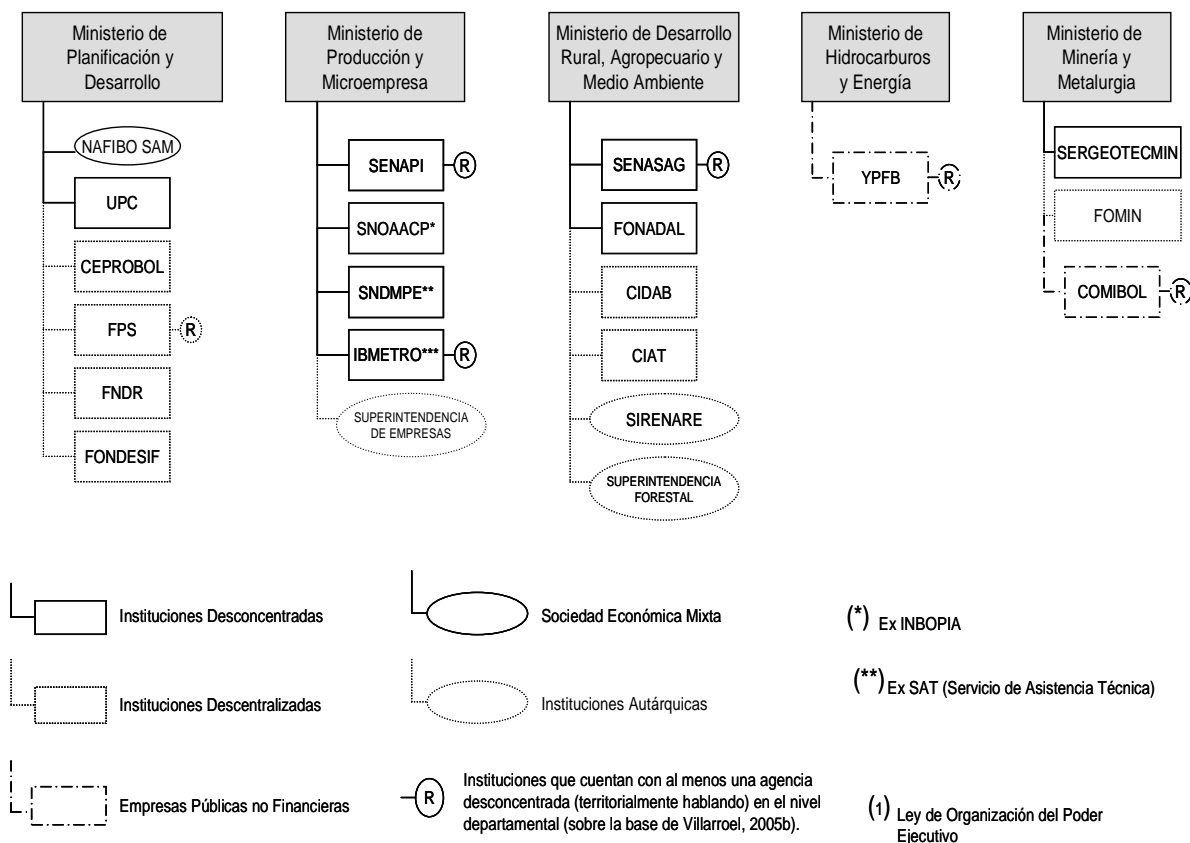 Ministerio de
Planificación y
Desarrollo
NAFIBO SAM
UPC
CEPROBOL
FPS
R
FNDR
FONDESIF
Ministerio de
Producción y
Microempresa
SENAPI
R
SNOAACP*
SNDMPE**
IBMETRO***
R
SUPERINTENDENCIA
DE EMPRESAS
Ministerio de Desarrollo
Rural, Agropecuario y
Medio Ambiente
SENASAG
R
FONADAL
CIDAB
CIAT
SIRENARE
SUPERINTENDENCIA
FORESTAL
Ministerio de
Hidrocarburos
y Energía
YPFB
R
Ministerio de
Minería y
Metalurgia
SERGEOTECMIN
FOMIN
COMIBOL
R
Instituciones Desconcentradas
Sociedad Económica Mixta
(*) Ex INBOPIA
Instituciones Descentralizadas
Instituciones Autárquicas
(**) Ex SAT (Servicio de Asistencia Técnica)
Empresas Públicas no Financieras
R
Instituciones que cuentan con al menos una agencia
desconcentrada (territorialmente hablando) en el nivel
departamental (sobre la base de Villarroel, 2005b).
(1) Ley de Organización del Poder
Ejecutivo